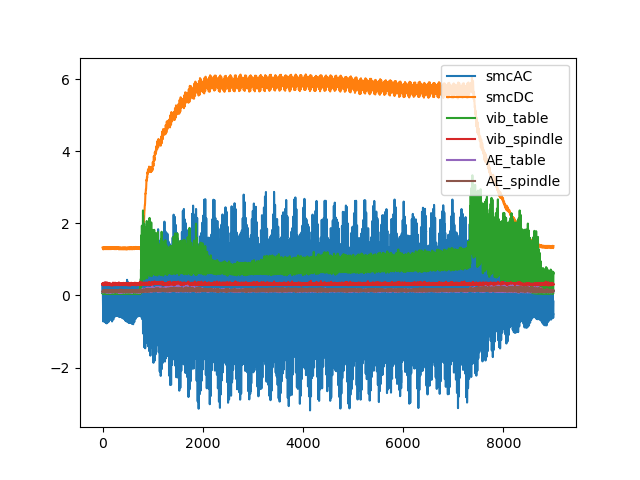 6
4
2
0
−2
0
2000
4000
6000
8000
smcAC
smcDC
vib_table
vib_spindle
AE_table
AE_spindle